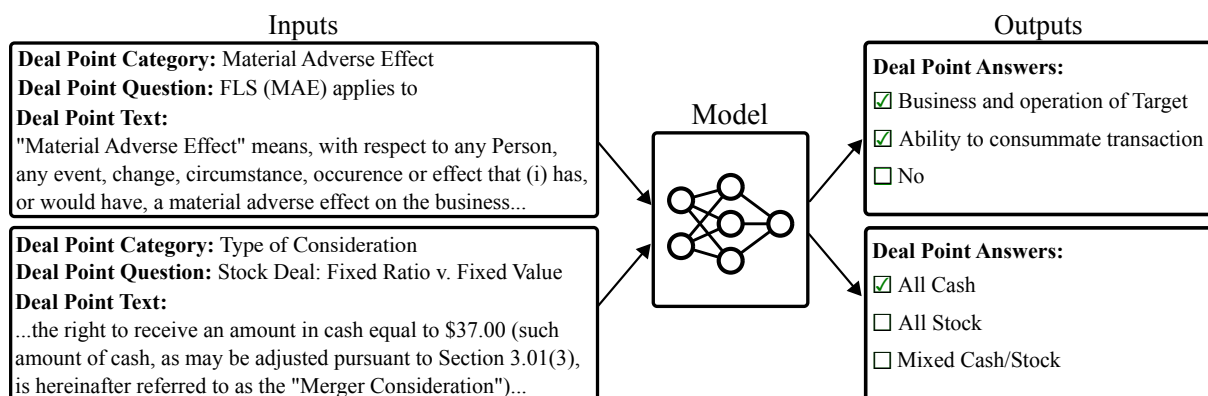 Inputs
Deal Point Category: Material Adverse Effect
Deal Point Question: FLS (MAE) applies to
Deal Point Text:
"Material Adverse Effect" means, with respect to any Person,
any event, change, circumstance, occurence or effect that (i) has,
or would have, a material adverse effect on the business...
Deal Point Category: Type of Consideration
Deal Point Question: Stock Deal: Fixed Ratio v. Fixed Value
Deal Point Text:
...the right to receive an amount in cash equal to $37.00 (such
amount of cash, as may be adjusted pursuant to Section 3.01(3),
is hereinafter referred to as the "Merger Consideration")...
Model
Outputs
Deal Point Answers:
Business and operation of Target
Ability to consummate transaction
No
Deal Point Answers:
All Cash
All Stock
Mixed Cash/Stock